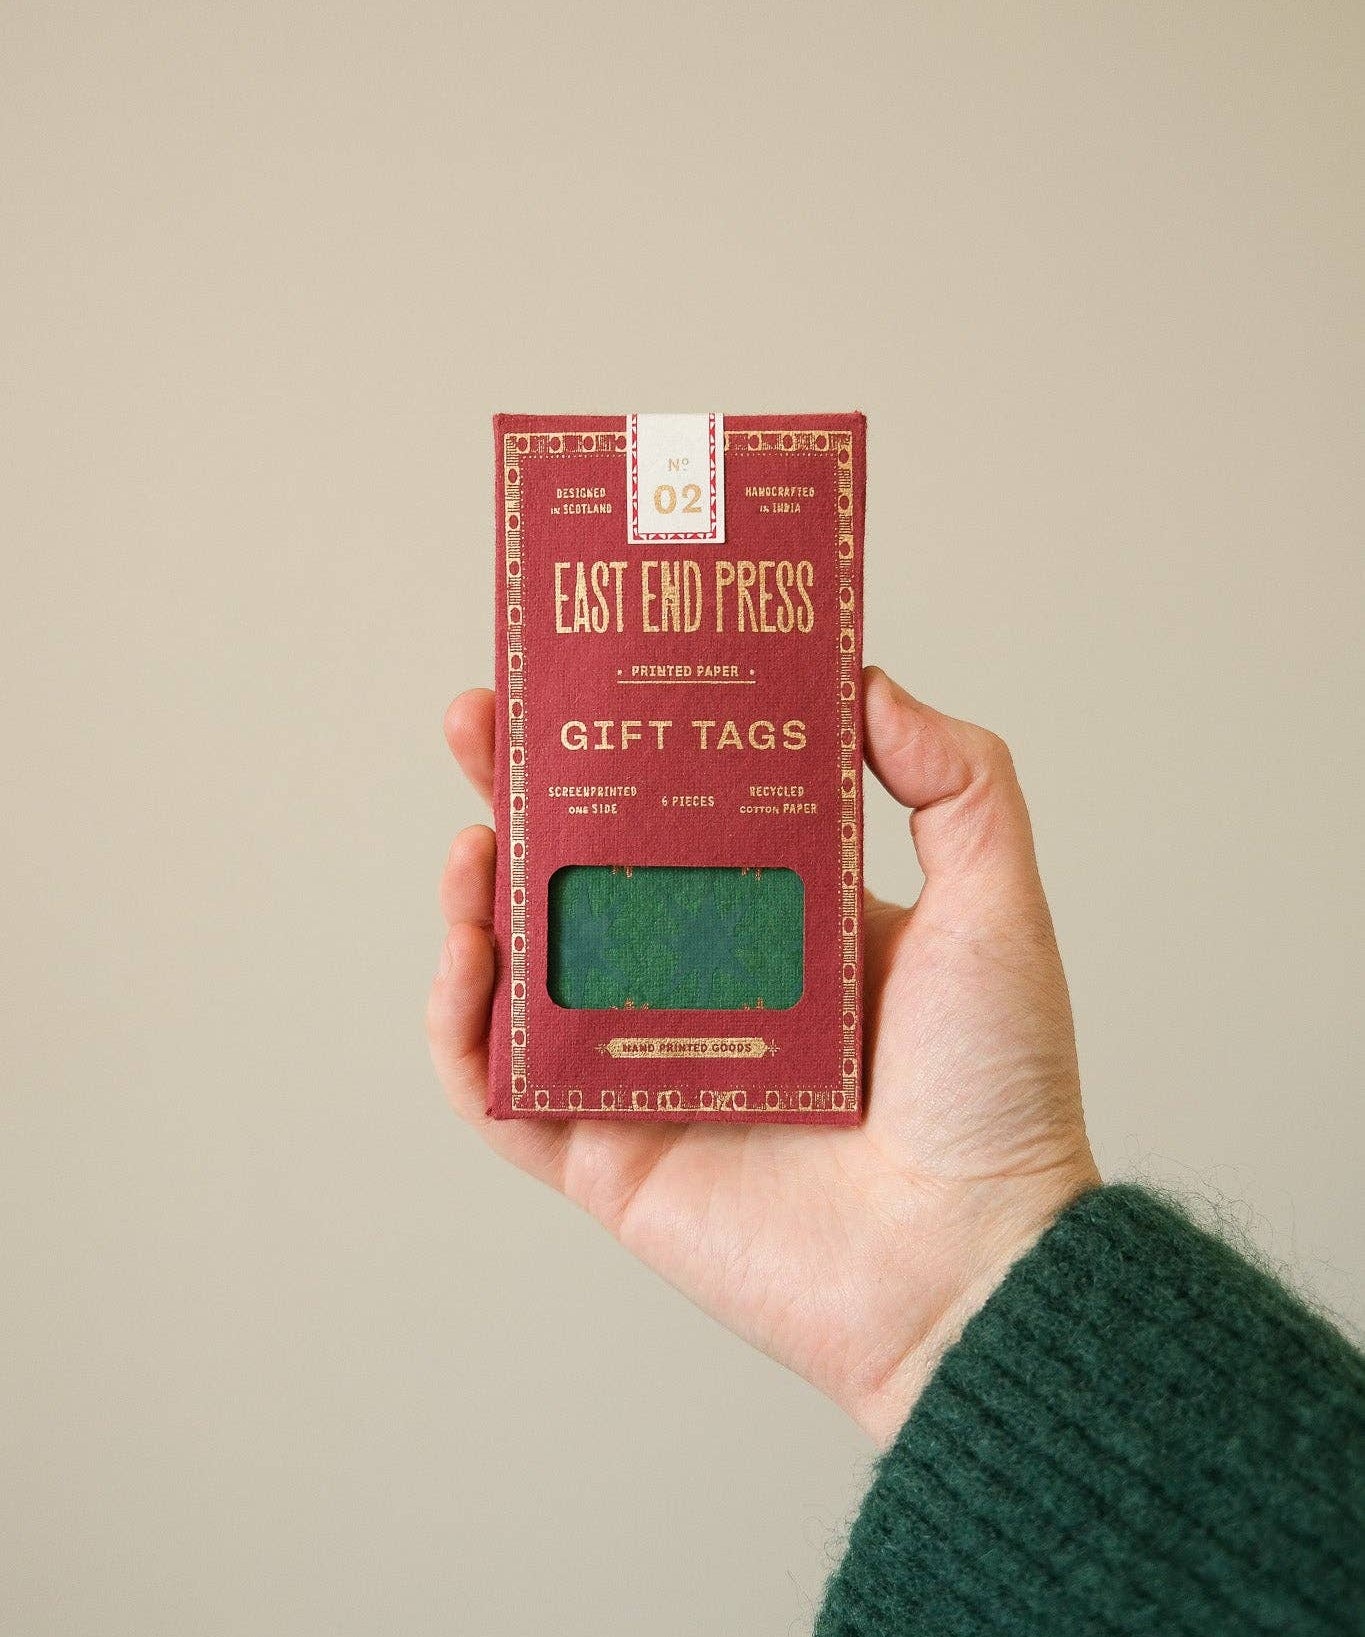 Nº
02
DESIGNED
IN SCOTLAND
HANDCRAFTED
IN INDIA
EAST END PRESS
• PRINTED PAPER •
GIFT TAGS
SCREENPRINTED
ONE SIDE
6 PIECES
RECYCLED
COTTON PAPER
HAND PRINTED GOODS